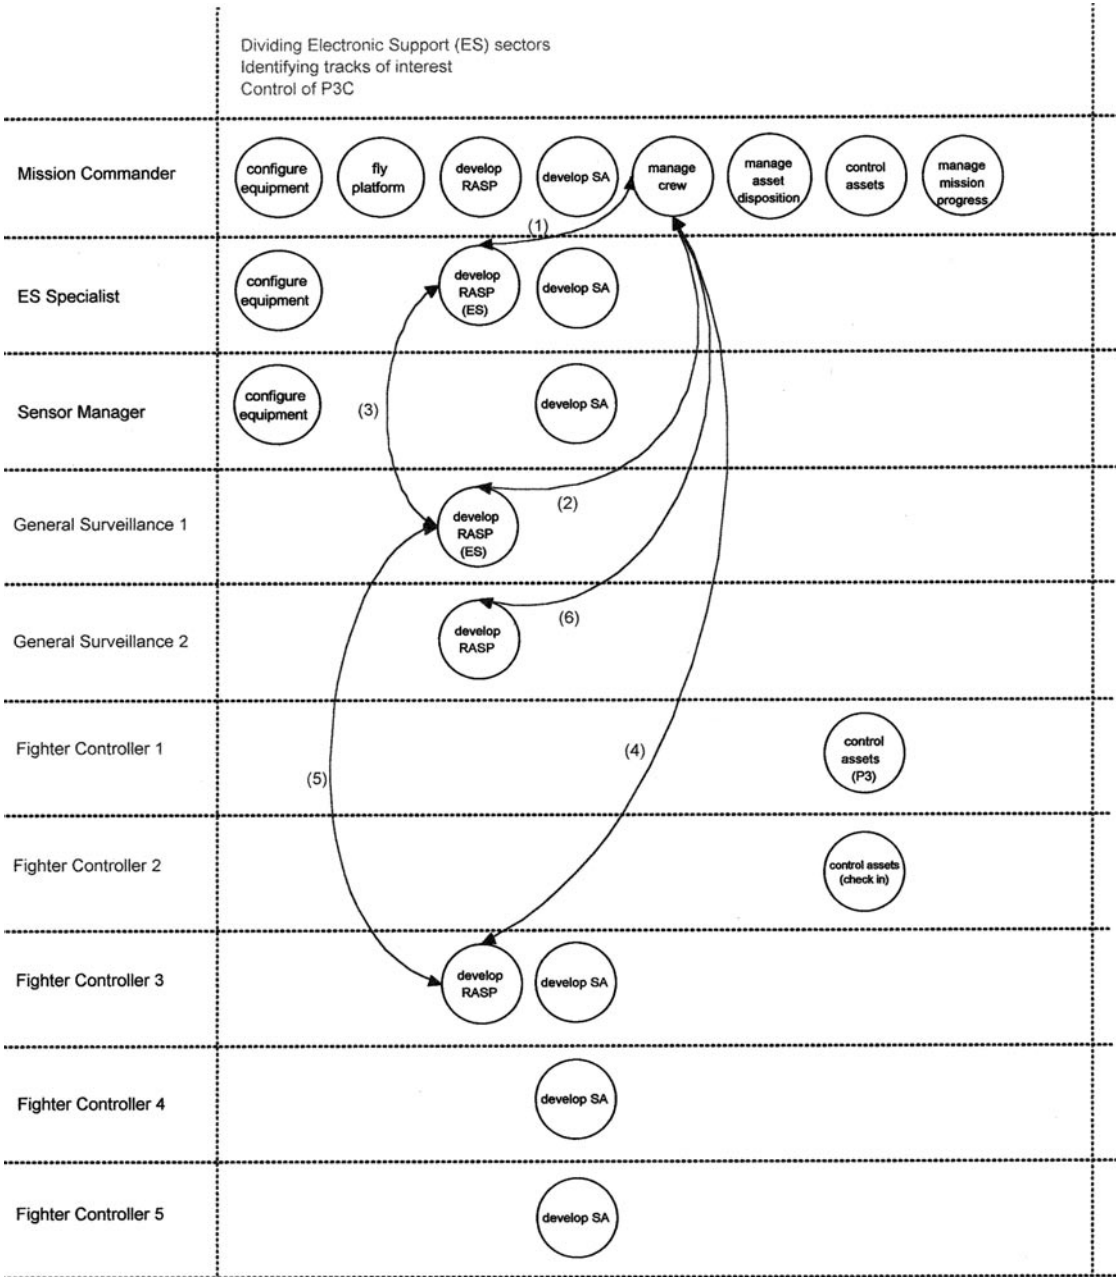 Dividing Electronic Support (ES) sectors
Identifying tracks of interest
Control of P3C
Mission Commander
configure
equipment
fly
platform
develop
RASP
develop SA
manage
crew
manage
asset
disposition
control
assets
manage
mission
progress
(1)
ES Specialist
configure
equipment
develop
RASP
(ES)
develop SA
Sensor Manager
configure
equipment
(3)
develop SA
General Surveillance 1
develop
RASP
(ES)
(2)
General Surveillance 2
develop
RASP
(6)
Fighter Controller 1
(5)
(4)
control
assets
(P3)
Fighter Controller 2
control assets
(check in)
Fighter Controller 3
develop
RASP
develop SA
Fighter Controller 4
develop SA
Fighter Controller 5
develop SA